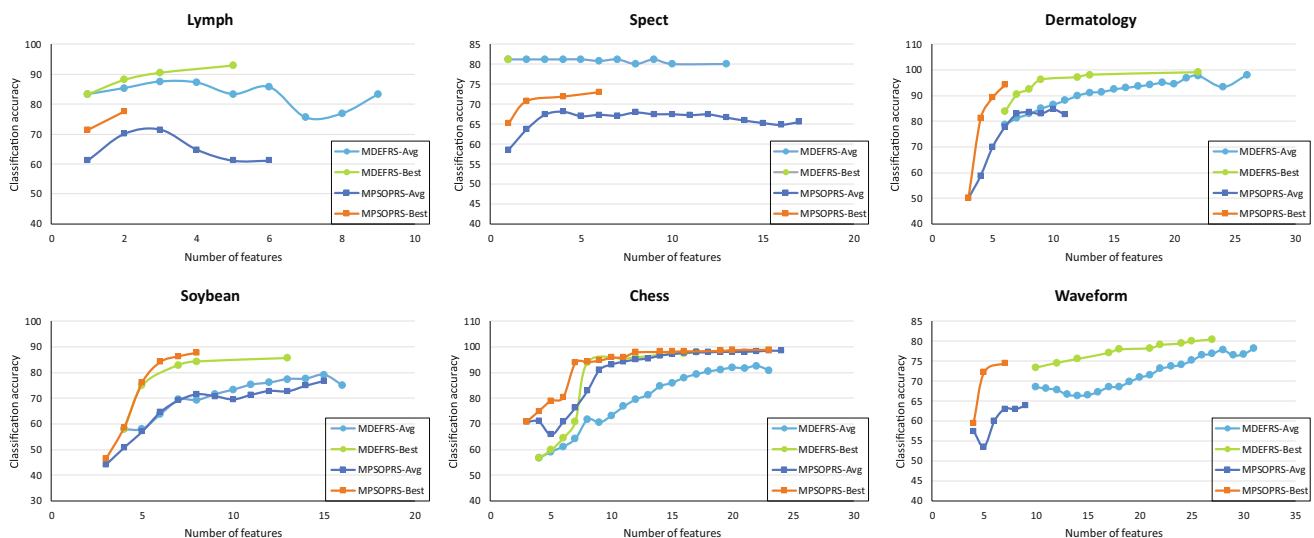 Lymph
Classification accuracy
100
90
80
70
60
50
40
0
2
4
6
8
10
Number of features
MDEFRS-Avg
MDEFRS-Best
MPSOPRS-Avg
MPSOPRS-Best
Spect
Classification accuracy
85
80
75
70
65
60
55
50
45
40
0
5
10
15
20
Number of features
MDEFRS-Avg
MDEFRS-Best
MPSOPRS-Avg
MPSOPRS-Best
Dermatology
Classification accuracy
110
100
90
80
70
60
50
40
0
5
10
15
20
25
30
Number of features
MDEFRS-Avg
MDEFRS-Best
MPSOPRS-Avg
MPSOPRS-Best
Soybean
Classification accuracy
100
90
80
70
60
50
40
30
0
5
10
15
20
Number of features
MDEFRS-Avg
MDEFRS-Best
MPSOPRS-Avg
MPSOPRS-Best
Chess
Classification accuracy
110
100
90
80
70
60
50
40
0
5
10
15
20
25
30
Number of features
MDEFRS-Avg
MDEFRS-Best
MPSOPRS-Avg
MPSOPRS-Best
Waveform
Classification accuracy
85
80
75
70
65
60
55
50
45
40
0
5
10
15
20
25
30
35
Number of features
MDEFRS-Avg
MDEFRS-Best
MPSOPRS-Avg
MPSOPRS-Best